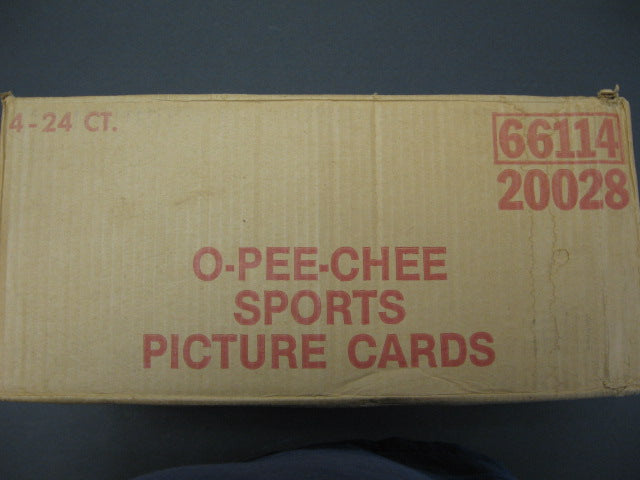 4-24 CT.
66114
20028
O-PEE-CHEE
SPORTS
PICTURE CARDS